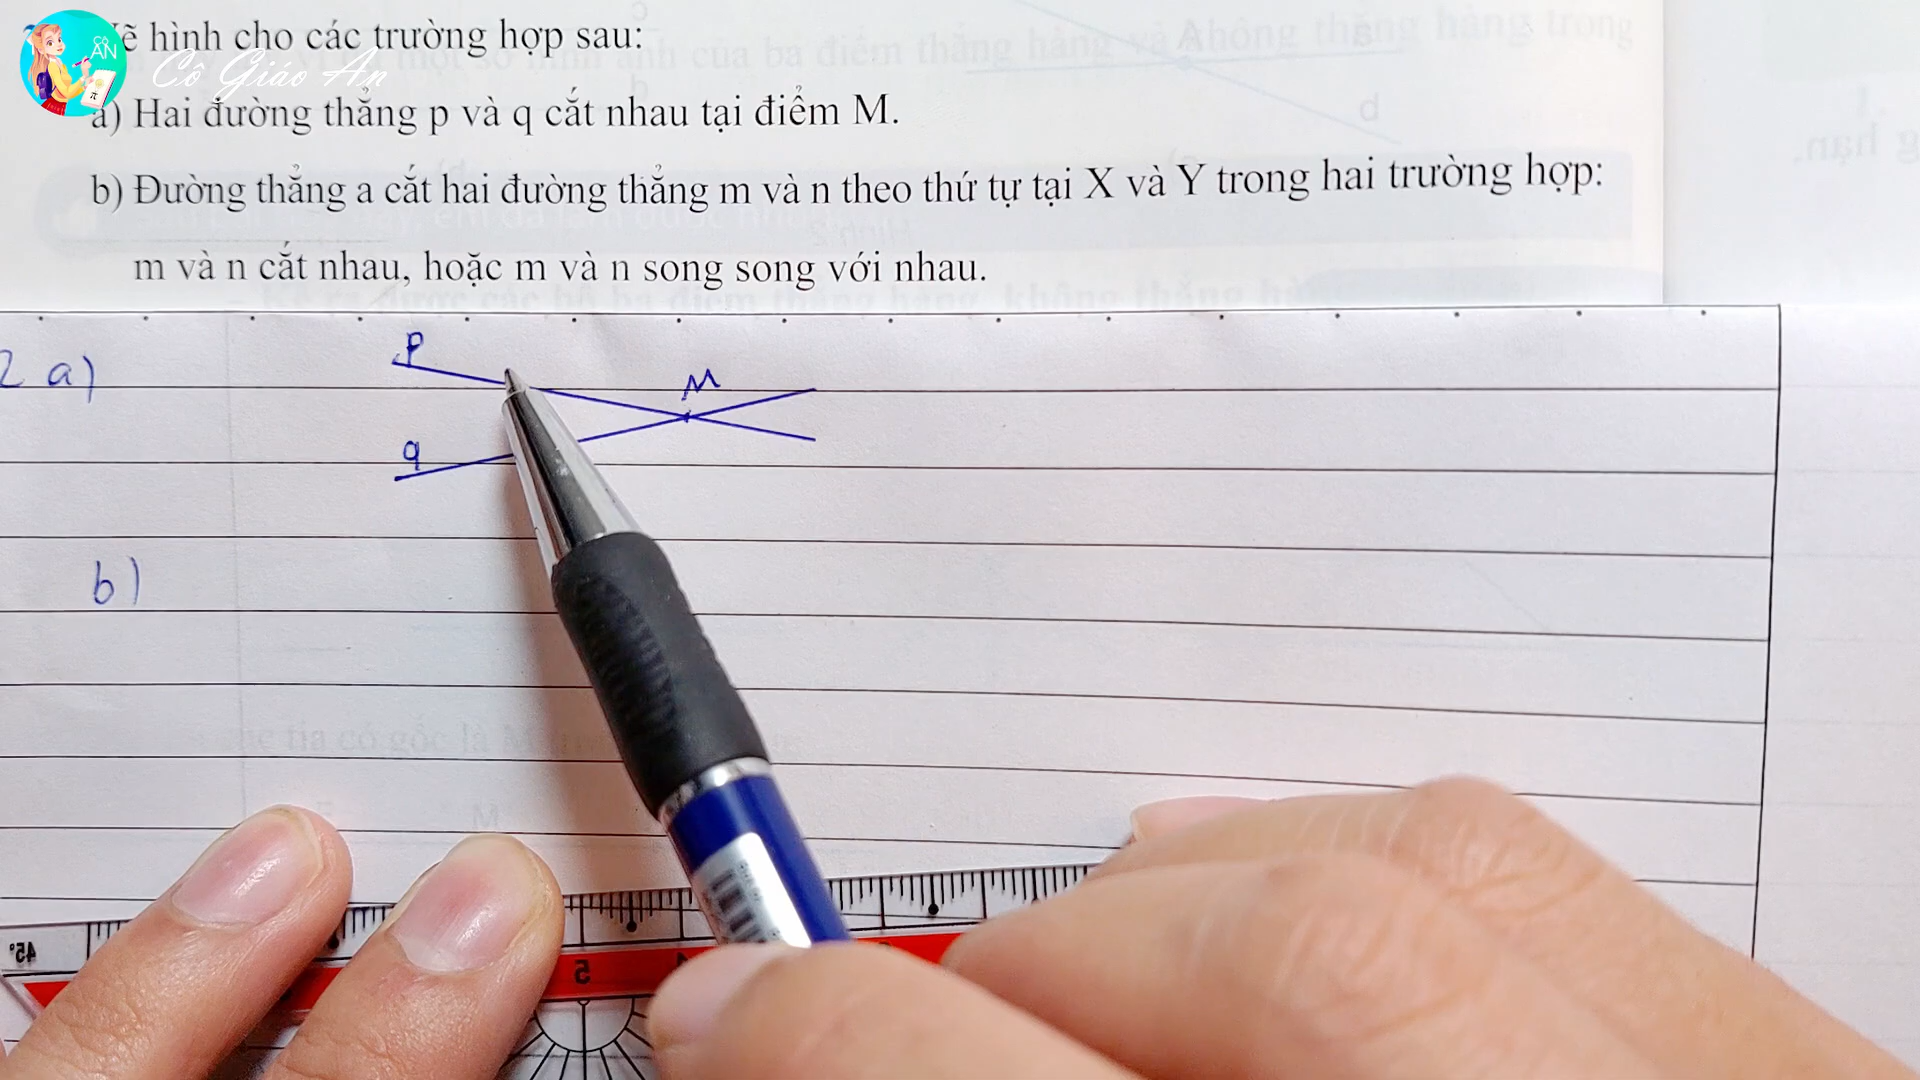 Vẽ hình cho các trường hợp sau:
CÔ AN
Cô Giáo An
a) Hai đường thẳng p và q cắt nhau tại điểm M.
b) Đường thẳng a cắt hai đường thẳng m và n theo thứ tự tại X và Y trong hai trường hợp:
m và n cắt nhau, hoặc m và n song song với nhau.
2 a)
p
M
q
b)
45°
5